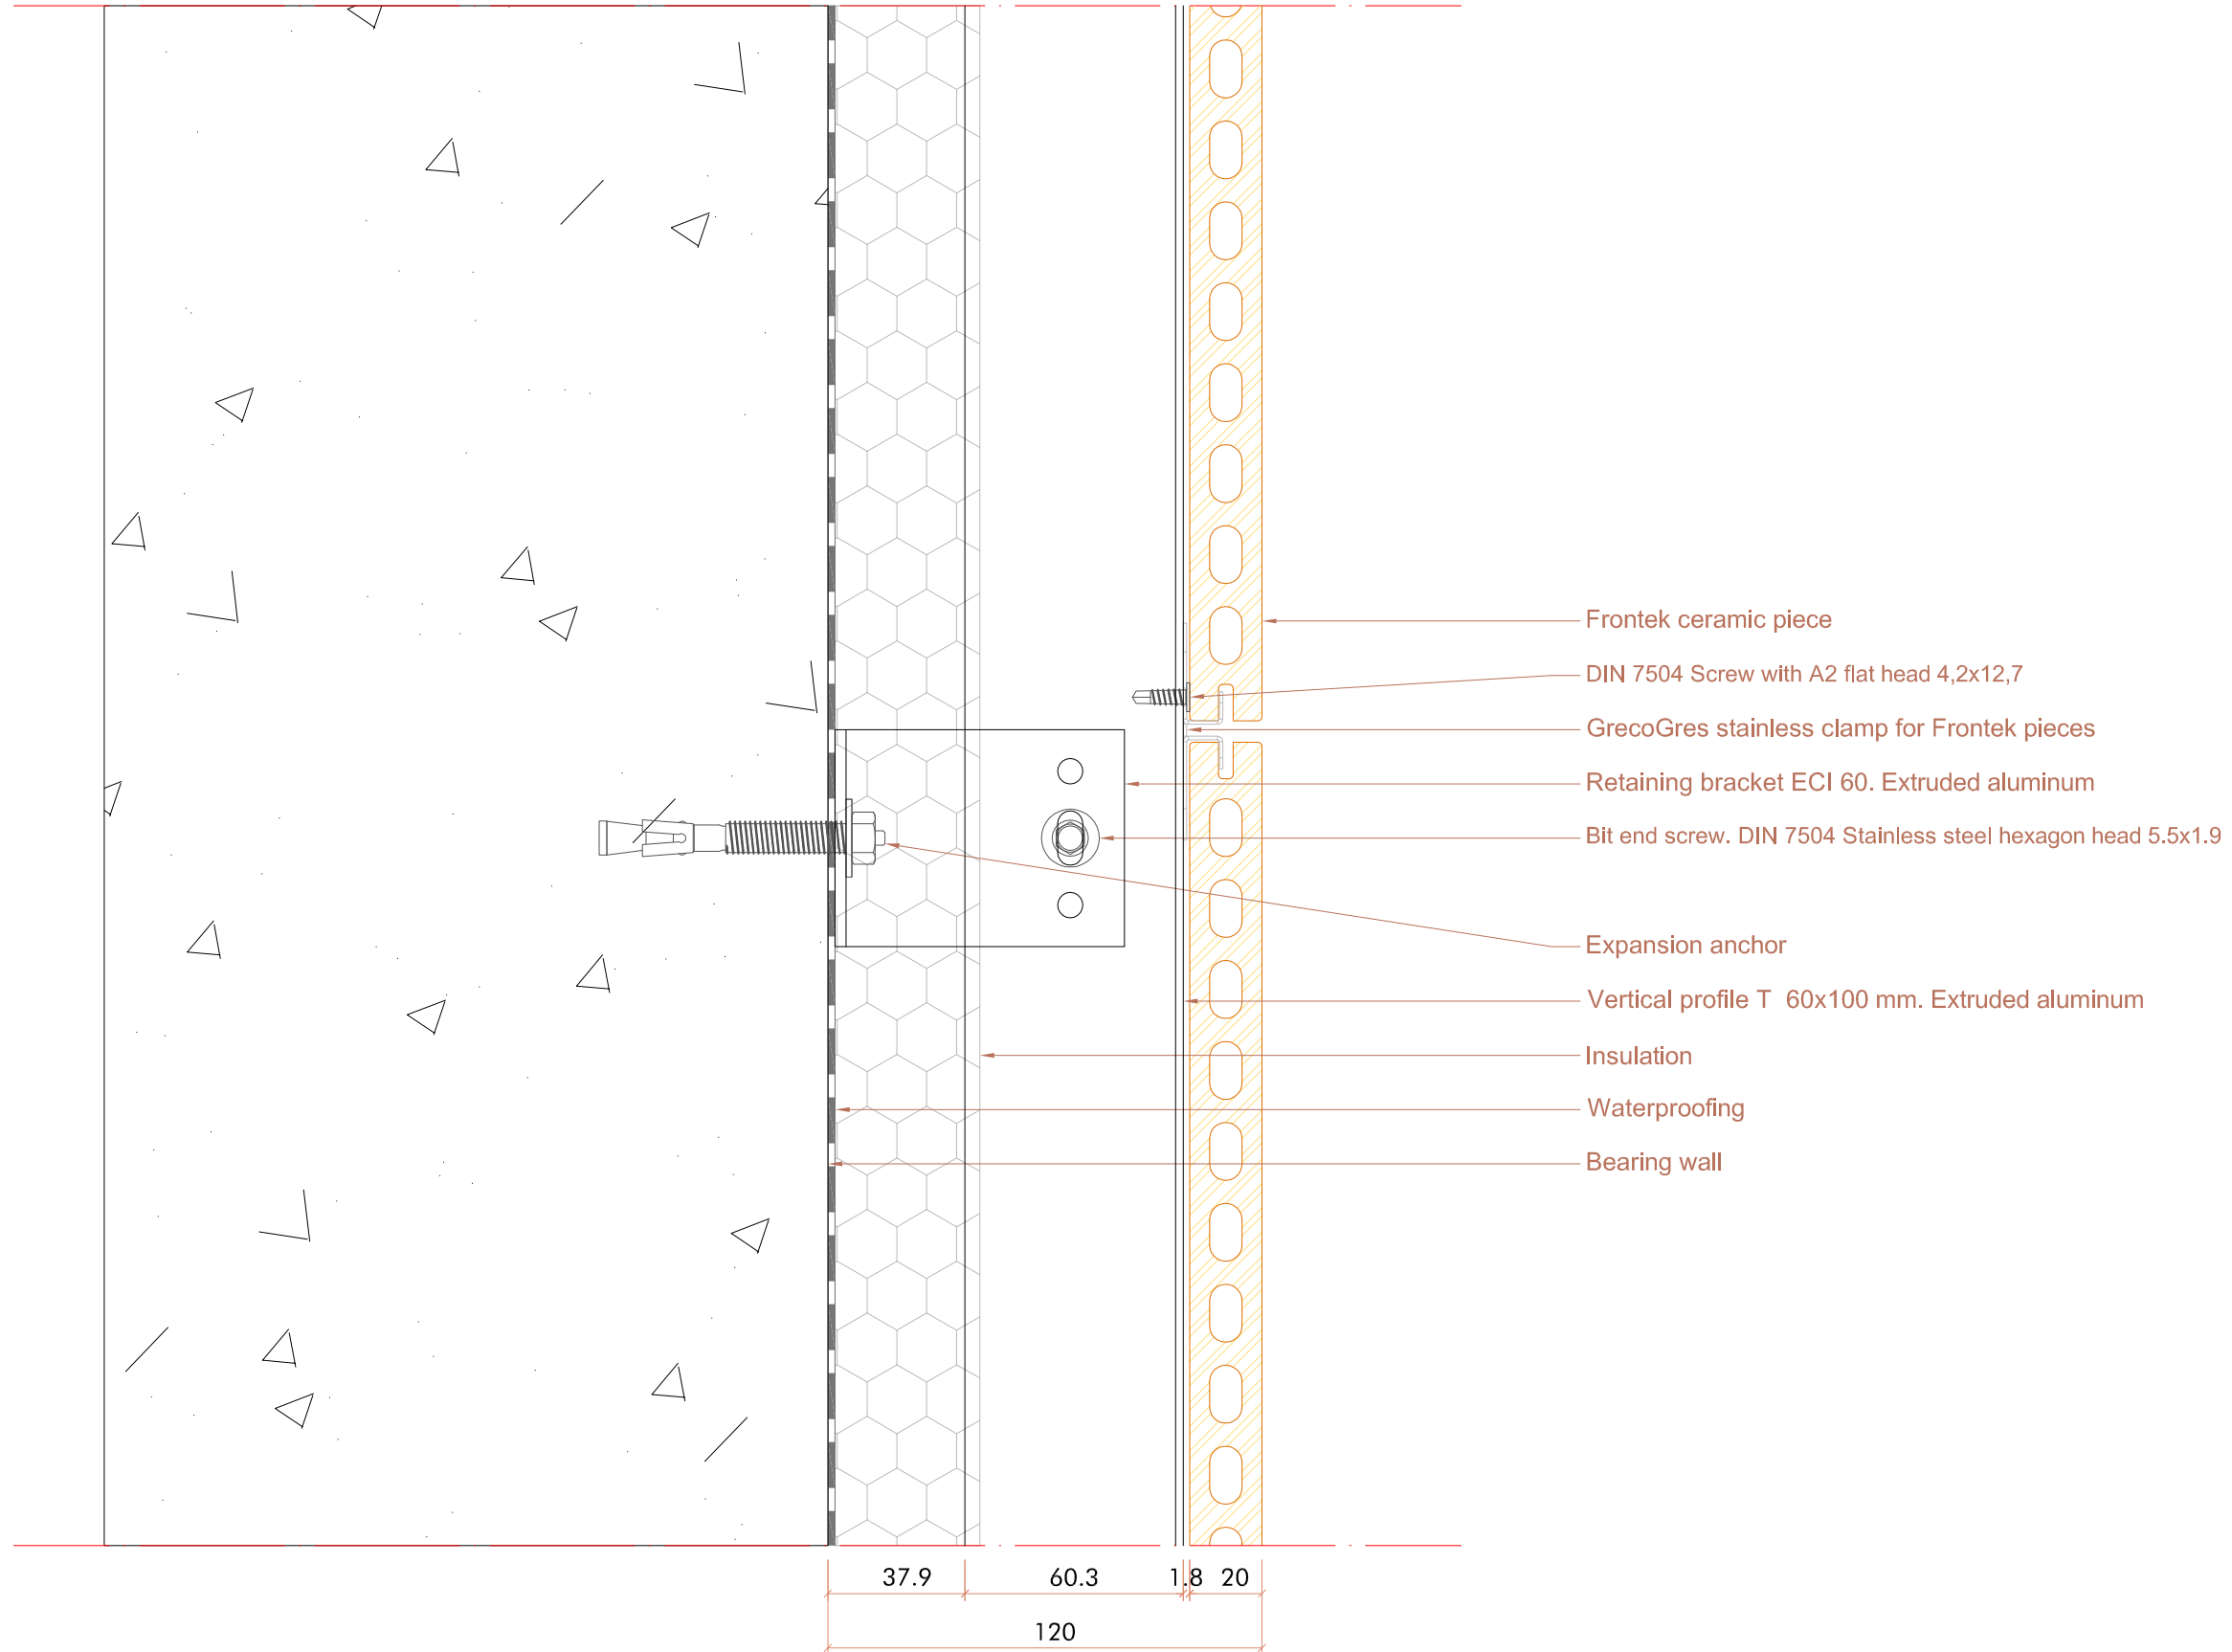 Frontek ceramic piece
DIN 7504 Screw with A2 flat head 4,2x12,7
GrecoGres stainless clamp for Frontek pieces
Retaining bracket ECI 60. Extruded aluminum
Bit end screw. DIN 7504 Stainless steel hexagon head 5.5x1.9
Expansion anchor
Vertical profile T 60x100 mm. Extruded aluminum
Insulation
Waterproofing
Bearing wall
37.9 60.3 1.8 20
120